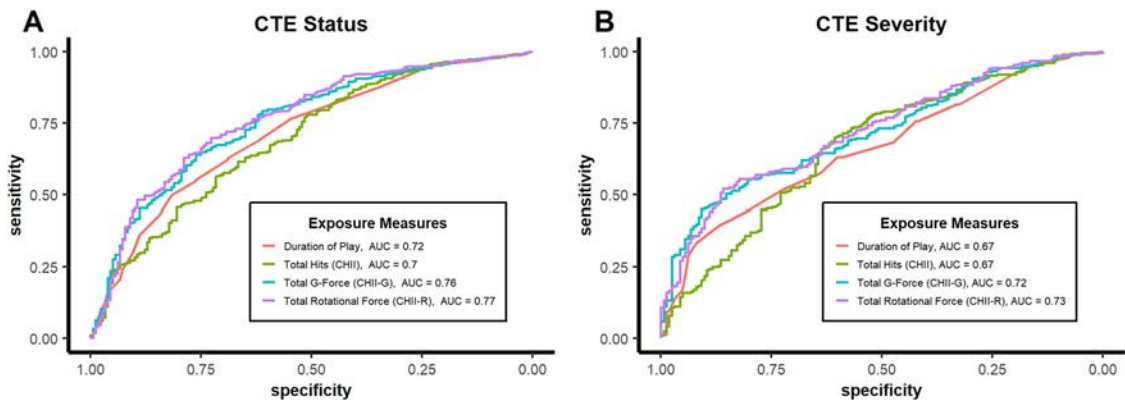 A
CTE Status
sensitivity
1.00
0.75
0.50
0.25
0.00
Exposure Measures
Duration of Play, AUC = 0.72
Total Hits (CHII), AUC = 0.7
Total G-Force (CHII-G), AUC = 0.76
Total Rotational Force (CHII-R), AUC = 0.77
1.00 0.75 0.50 0.25 0.00
specificity
B
CTE Severity
sensitivity
1.00
0.75
0.50
0.25
0.00
Exposure Measures
Duration of Play, AUC = 0.67
Total Hits (CHII), AUC = 0.67
Total G-Force (CHII-G), AUC = 0.72
Total Rotational Force (CHII-R), AUC = 0.73
1.00 0.75 0.50 0.25 0.00
specificity